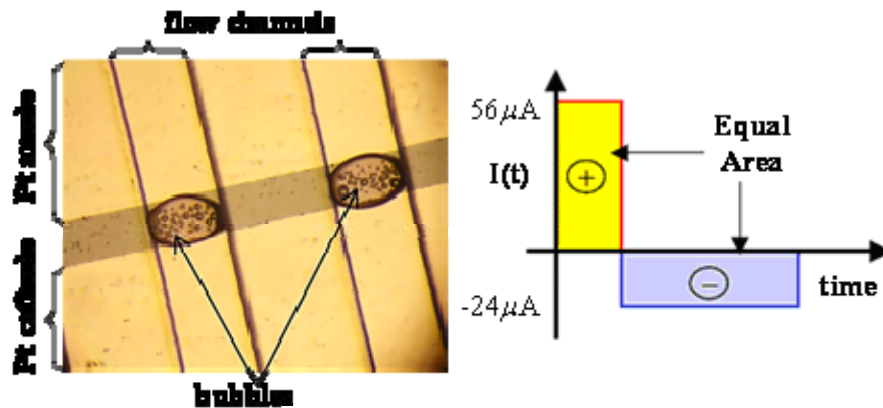 flow channels
Pt anode
Pt cathode
bubbles
56μA
I(t)
+
Equal
Area
−
time
-24μA